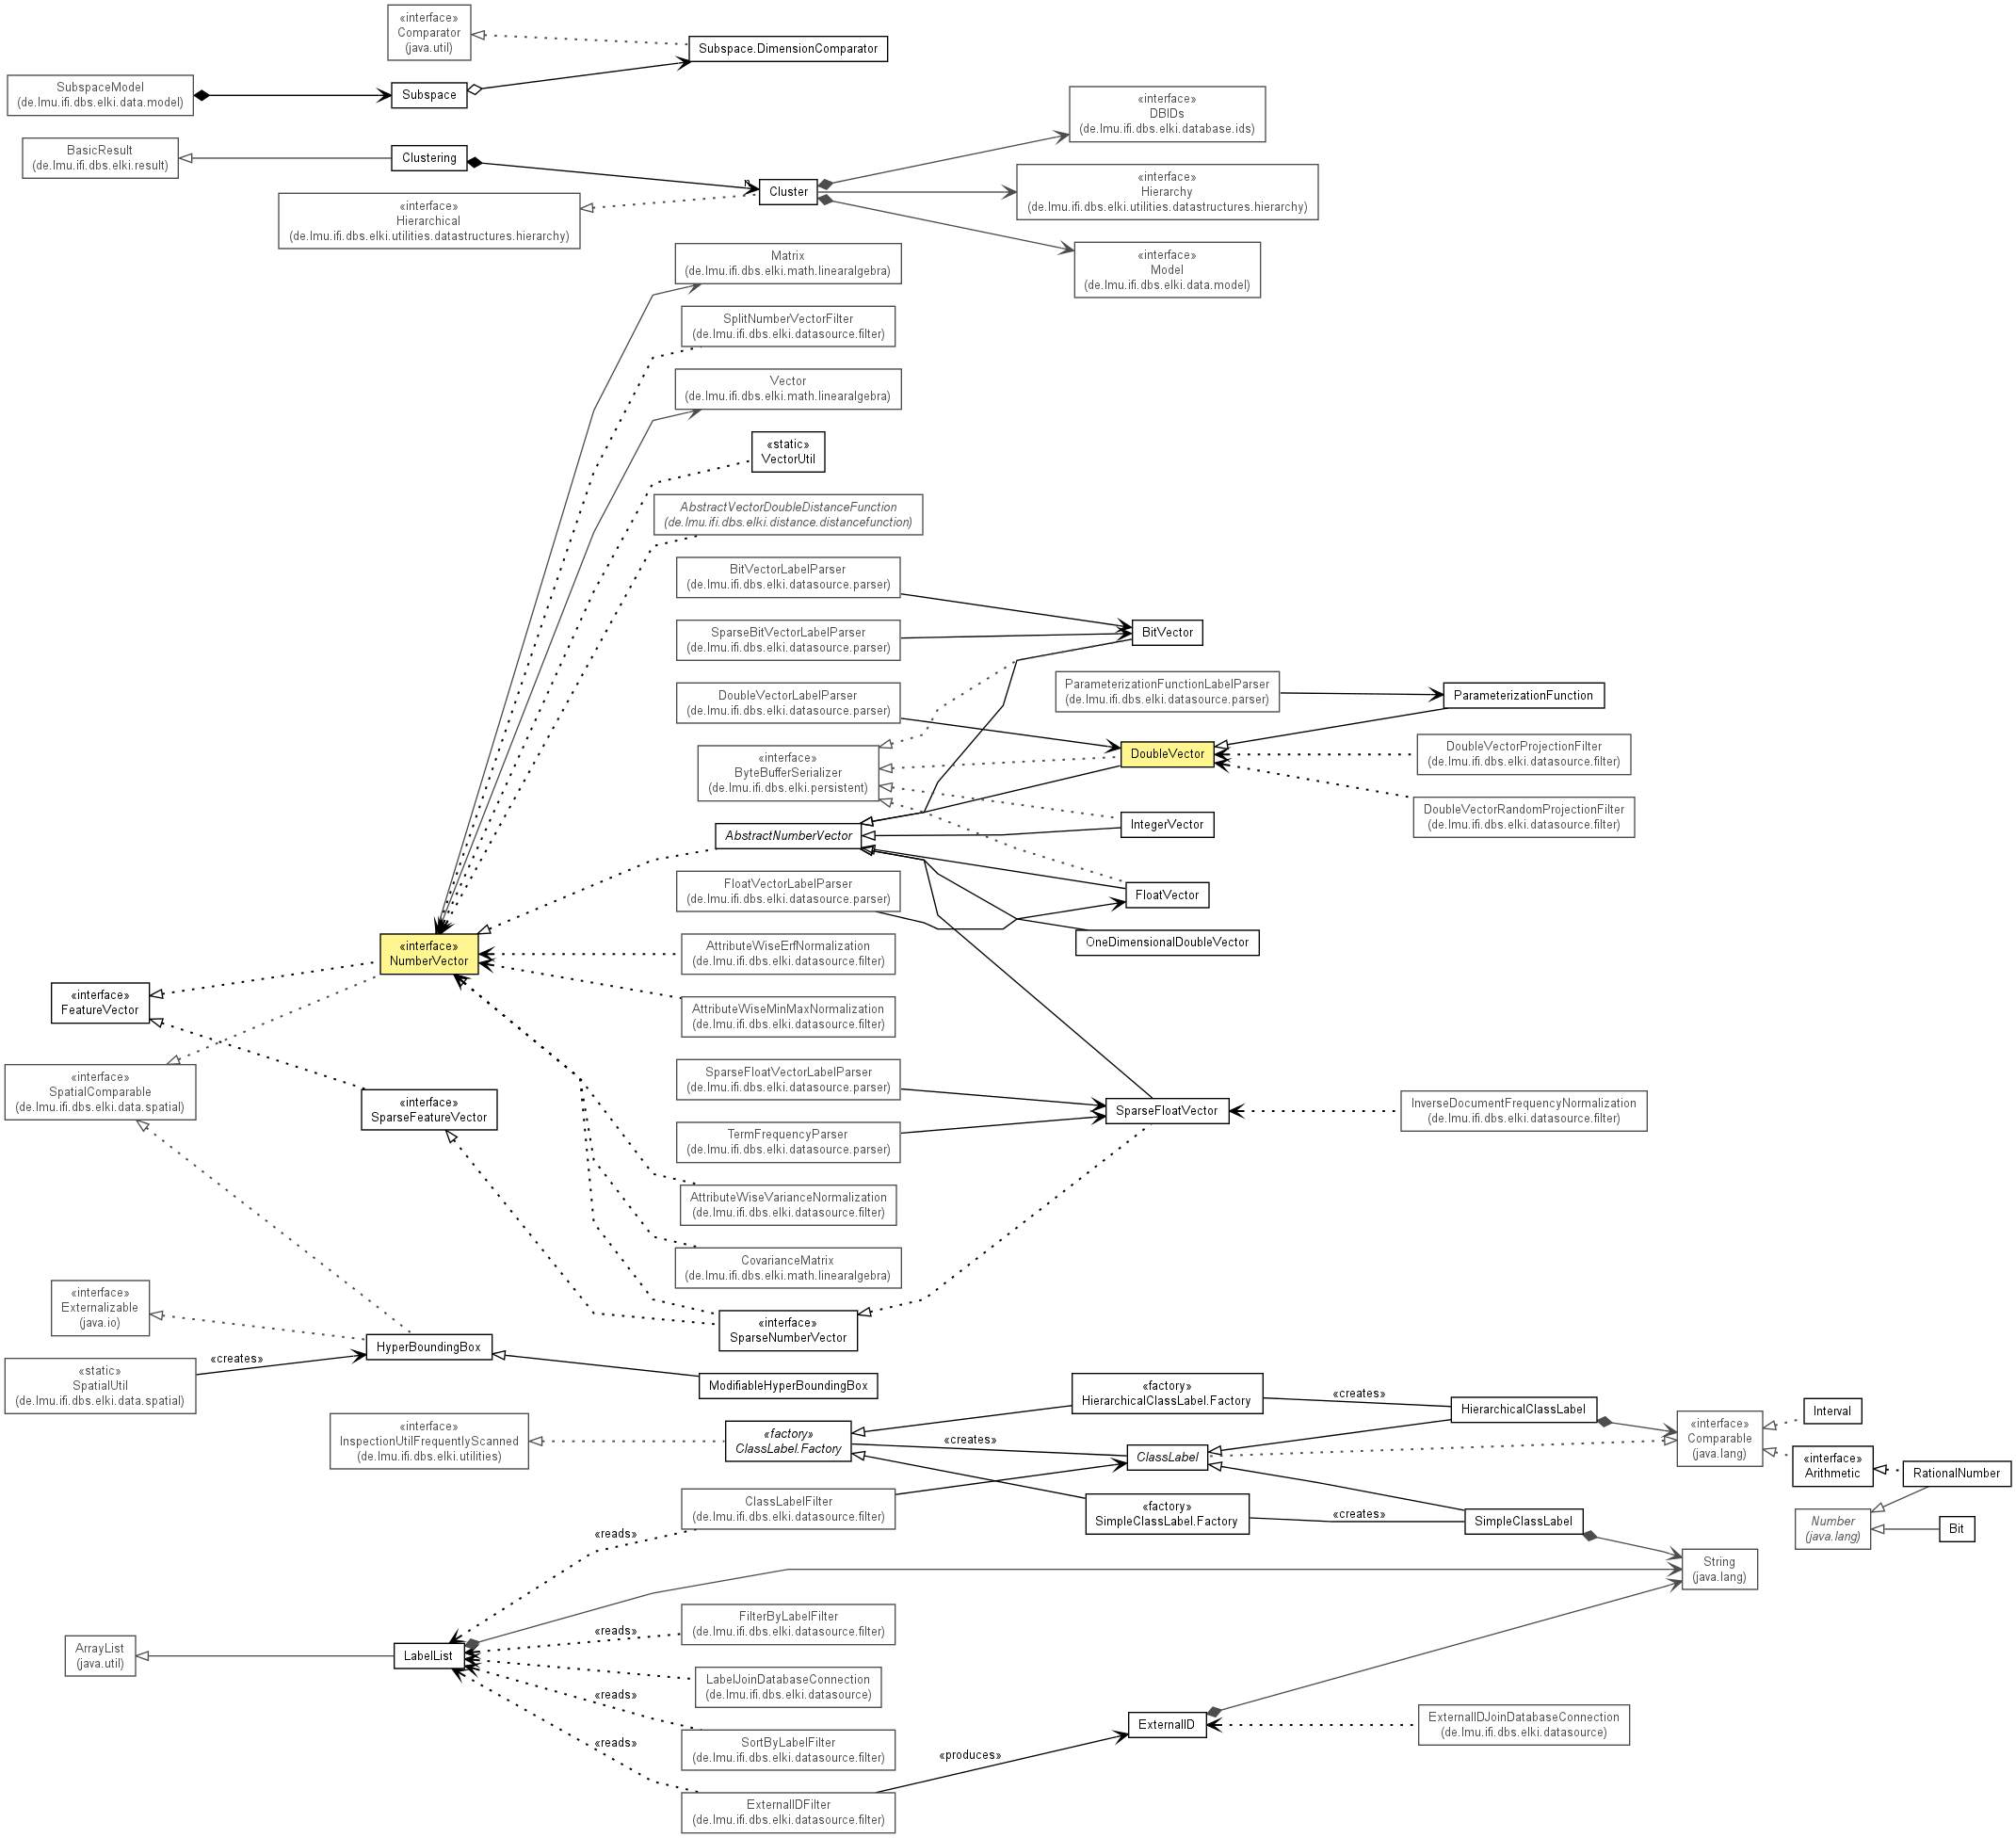 «interface»
Comparator
(java.util)
Subspace.DimensionComparator
SubspaceModel
(de.lmu.ifi.dbs.elki.data.model)
Subspace
«interface»
DBIDs
(de.lmu.ifi.dbs.elki.database.ids)
BasicResult
(de.lmu.ifi.dbs.elki.result)
Clustering
n
Cluster
«interface»
Hierarchy
(de.lmu.ifi.dbs.elki.utilities.datastructures.hierarchy)
«interface»
Hierarchical
(de.lmu.ifi.dbs.elki.utilities.datastructures.hierarchy)
«interface»
Model
(de.lmu.ifi.dbs.elki.data.model)
Matrix
(de.lmu.ifi.dbs.elki.math.linearalgebra)
SplitNumberVectorFilter
(de.lmu.ifi.dbs.elki.datasource.filter)
Vector
(de.lmu.ifi.dbs.elki.math.linearalgebra)
«static»
VectorUtil
AbstractVectorDoubleDistanceFunction
(de.lmu.ifi.dbs.elki.distance.distancefunction)
BitVectorLabelParser
(de.lmu.ifi.dbs.elki.datasource.parser)
SparseBitVectorLabelParser
(de.lmu.ifi.dbs.elki.datasource.parser)
BitVector
DoubleVectorLabelParser
(de.lmu.ifi.dbs.elki.datasource.parser)
ParameterizationFunctionLabelParser
(de.lmu.ifi.dbs.elki.datasource.parser)
ParameterizationFunction
«interface»
ByteBufferSerializer
(de.lmu.ifi.dbs.elki.persistent)
DoubleVector
DoubleVectorProjectionFilter
(de.lmu.ifi.dbs.elki.datasource.filter)
DoubleVectorRandomProjectionFilter
(de.lmu.ifi.dbs.elki.datasource.filter)
AbstractNumberVector
IntegerVector
FloatVectorLabelParser
(de.lmu.ifi.dbs.elki.datasource.parser)
FloatVector
OneDimensionalDoubleVector
«interface»
NumberVector
AttributeWiseErfNormalization
(de.lmu.ifi.dbs.elki.datasource.filter)
«interface»
FeatureVector
AttributeWiseMinMaxNormalization
(de.lmu.ifi.dbs.elki.datasource.filter)
«interface»
SpatialComparable
(de.lmu.ifi.dbs.elki.data.spatial)
«interface»
SparseFeatureVector
SparseFloatVectorLabelParser
(de.lmu.ifi.dbs.elki.datasource.parser)
SparseFloatVector
InverseDocumentFrequencyNormalization
(de.lmu.ifi.dbs.elki.datasource.filter)
TermFrequencyParser
(de.lmu.ifi.dbs.elki.datasource.parser)
AttributeWiseVarianceNormalization
(de.lmu.ifi.dbs.elki.datasource.filter)
CovarianceMatrix
(de.lmu.ifi.dbs.elki.math.linearalgebra)
«interface»
Externalizable
(java.io)
«interface»
SparseNumberVector
HyperBoundingBox
«creates»
«static»
SpatialUtil
(de.lmu.ifi.dbs.elki.data.spatial)
ModifiableHyperBoundingBox
«factory»
HierarchicalClassLabel.Factory
«creates»
HierarchicalClassLabel
Interval
«interface»
InspectionUtilFrequentlyScanned
(de.lmu.ifi.dbs.elki.utilities)
«factory»
ClassLabel.Factory
«creates»
ClassLabel
«interface»
Comparable
(java.lang)
«interface»
Arithmetic
RationalNumber
ClassLabelFilter
(de.lmu.ifi.dbs.elki.datasource.filter)
«factory»
SimpleClassLabel.Factory
«creates»
SimpleClassLabel
Number
(java.lang)
Bit
«reads»
String
(java.lang)
FilterByLabelFilter
(de.lmu.ifi.dbs.elki.datasource.filter)
«reads»
ArrayList
(java.util)
LabelList
LabelJoinDatabaseConnection
(de.lmu.ifi.dbs.elki.datasource)
«reads»
SortByLabelFilter
(de.lmu.ifi.dbs.elki.datasource.filter)
«reads»
«produces»
ExternalID
ExternalIDJoinDatabaseConnection
(de.lmu.ifi.dbs.elki.datasource)
ExternalIDFilter
(de.lmu.ifi.dbs.elki.datasource.filter)